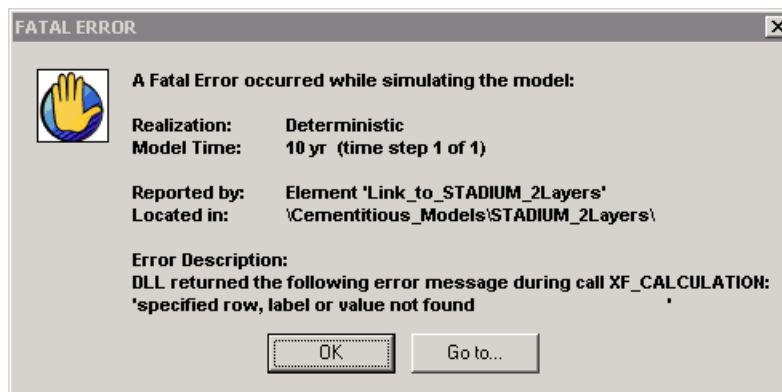 FATAL ERROR
A Fatal Error occurred while simulating the model:
Realization: Deterministic
Model Time: 10 yr (time step 1 of 1)
Reported by: Element 'Link_to_STADIUM_2Layers'
Located in: \Cementitious_Models\STADIUM_2Layers\
Error Description:
DLL returned the following error message during call XF_CALCULATION:
'specified row, label or value not found '
OK Go to...